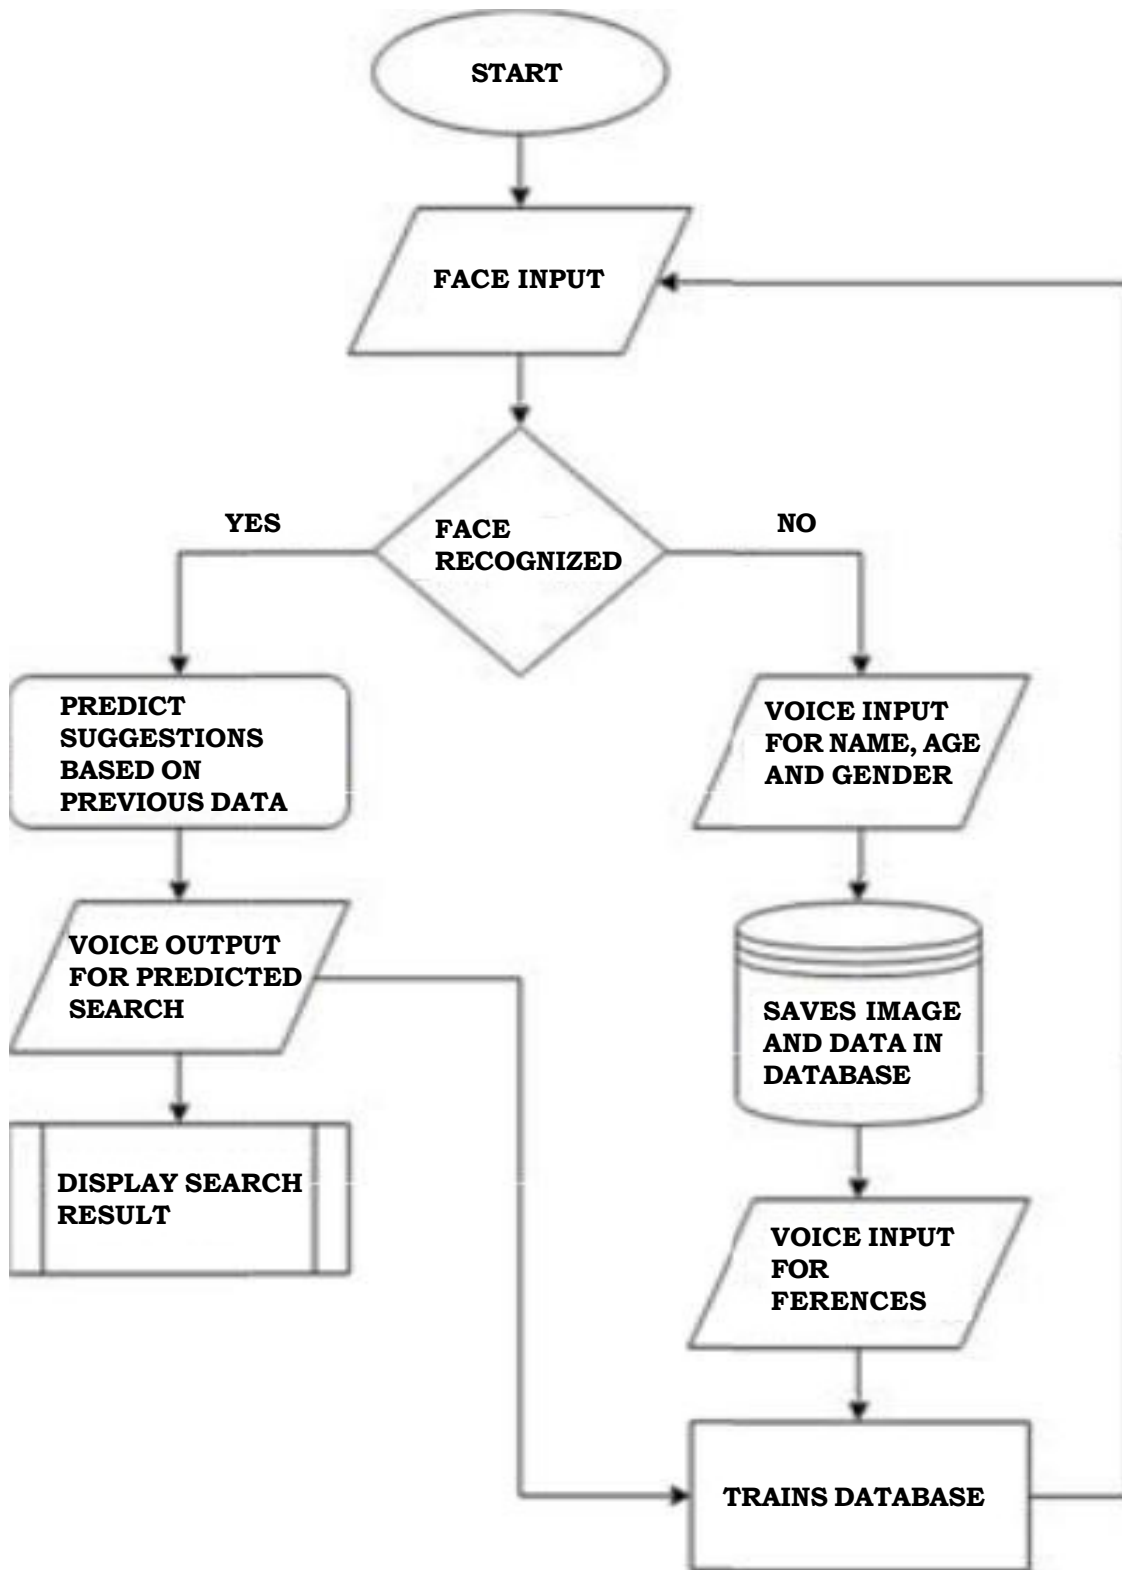 START
FACE INPUT
YES
FACE
RECOGNIZED
NO
PREDICT
SUGGESTIONS
BASED ON
PREVIOUS DATA
VOICE INPUT
FOR NAME, AGE
AND GENDER
VOICE OUTPUT
FOR PREDICTED
SEARCH
SAVES IMAGE
AND DATA IN
DATABASE
DISPLAY SEARCH
RESULT
VOICE INPUT
FOR
FERENCES
TRAINS DATABASE